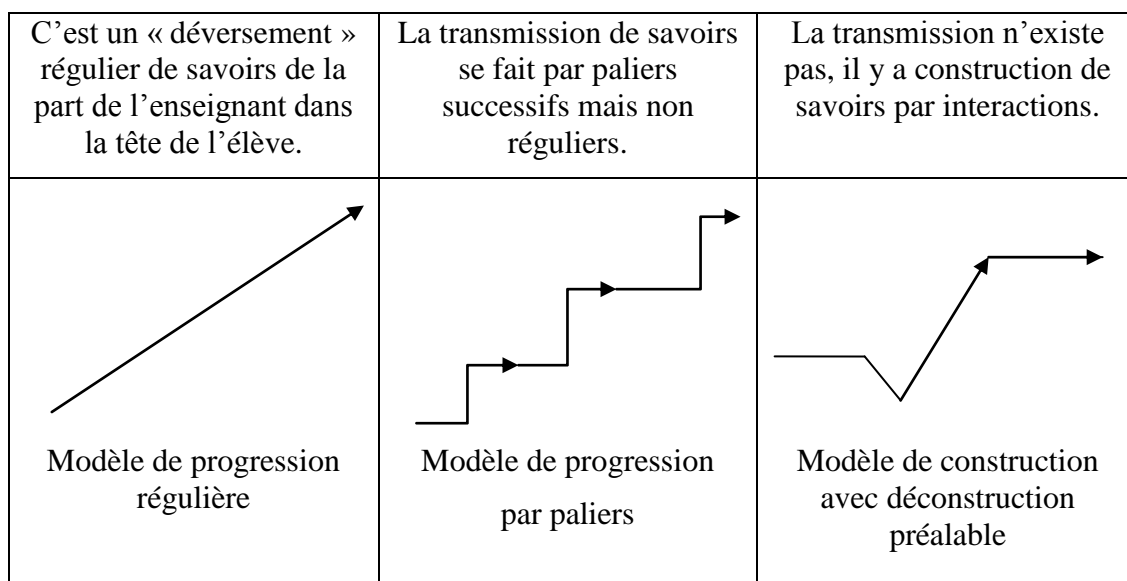 C’est un « déversement »
régulier de savoirs de la
part de l’enseignant dans
la tête de l’élève.
La transmission de savoirs
se fait par paliers
successifs mais non
réguliers.
La transmission n’existe
pas, il y a construction de
savoirs par interactions.
Modèle de progression
régulière
Modèle de progression
par paliers
Modèle de construction
avec déconstruction
préalable